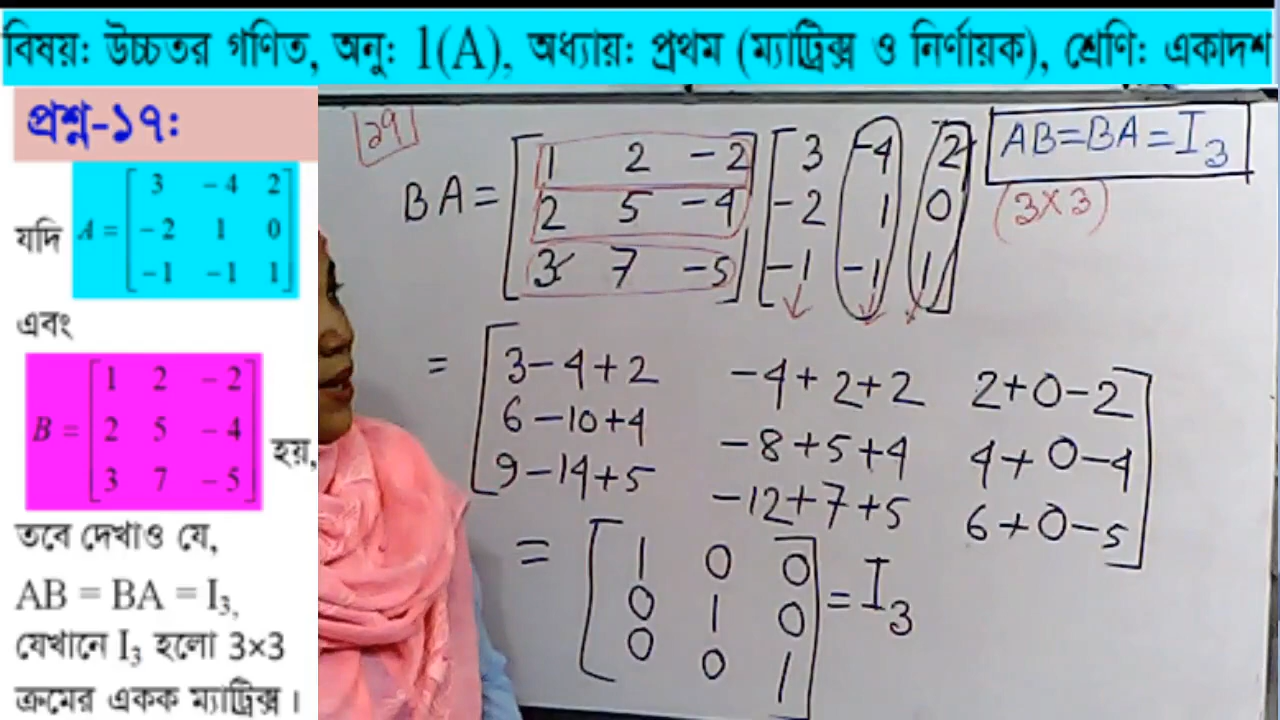 বিষয়: উচ্চতর গণিত, অনু: 1(A), অধ্যায়: প্রথম (ম্যাট্রিক্স ও নির্ণায়ক), শ্রেণি: একাদশ
প্রশ্ন-১৭:
যদি A = [ 3 -4 2
-2 1 0
-1 -1 1 ]
এবং
B = [ 1 2 -2
2 5 -4
3 7 -5 ] হয়,
তবে দেখাও যে,
AB = BA = I₃,
যেখানে I₃ হলো 3×3
ক্রমের একক ম্যাট্রিক্স।
১৭
AB=BA=I₃
(3×3)
BA = [ 1 2 -2 ] [ 3 -4 2 ]
[ 2 5 -4 ] [ -2 1 0 ]
[ 3 7 -5 ] [ -1 -1 1 ]
= [ 3-4+2 -4+2+2 2+0-2
6-10+4 -8+5+4 4+0-4
9-14+5 -12+7+5 6+0-5 ]
= [ 1 0 0
0 1 0
0 0 1 ] = I₃